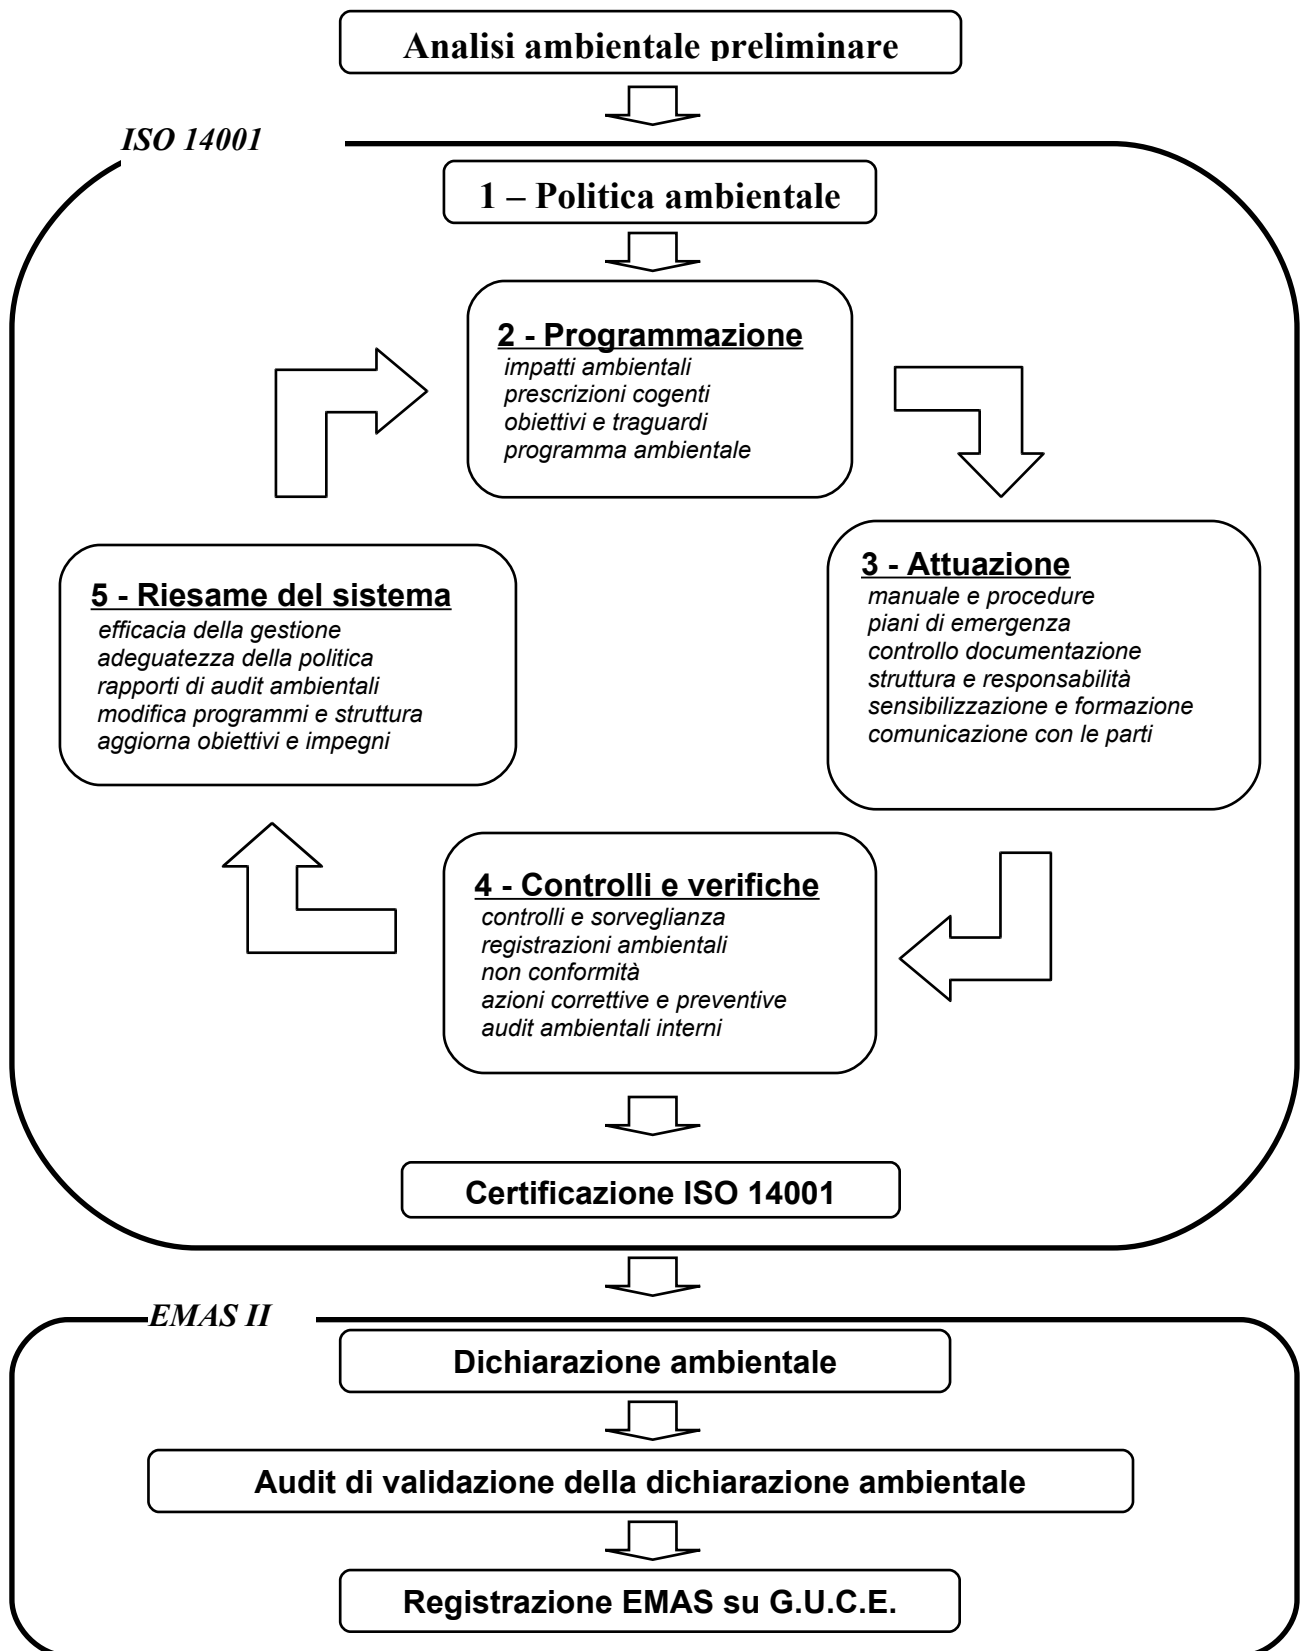 Analisi ambientale preliminare
ISO 14001
1 – Politica ambientale
2 - Programmazione
impatti ambientali
prescrizioni cogenti
obiettivi e traguardi
programma ambientale
3 - Attuazione
manuale e procedure
piani di emergenza
controllo documentazione
struttura e responsabilità
sensibilizzazione e formazione
comunicazione con le parti
5 - Riesame del sistema
efficacia della gestione
adeguatezza della politica
rapporti di audit ambientali
modifica programmi e struttura
aggiorna obiettivi e impegni
4 - Controlli e verifiche
controlli e sorveglianza
registrazioni ambientali
non conformità
azioni correttive e preventive
audit ambientali interni
Certificazione ISO 14001
EMAS II
Dichiarazione ambientale
Audit di validazione della dichiarazione ambientale
Registrazione EMAS su G.U.C.E.